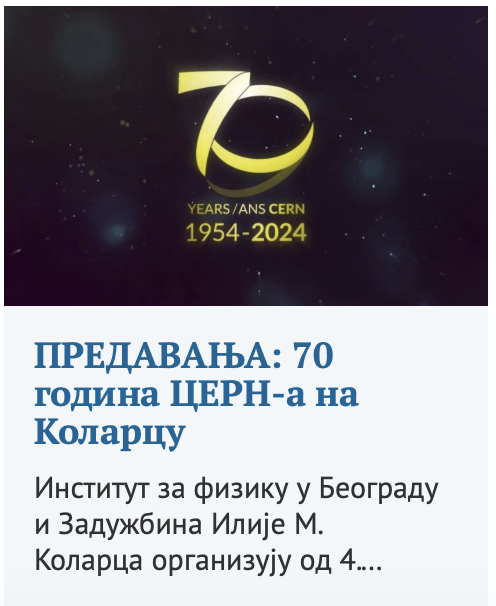 70
YEARS/ANS CERN
1954-2024
ПРЕДАВАЊА: 70
година ЦЕРН-а на
Коларцу
Институт за физику у Београду
и Задужбина Илије М.
Коларца организују од 4....